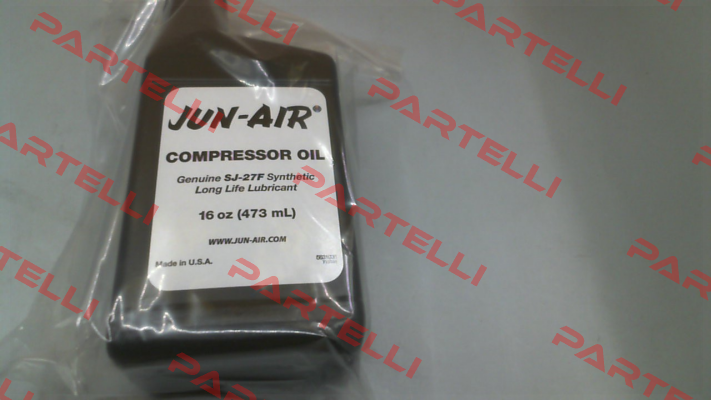 JUN-AIR®
COMPRESSOR OIL
Genuine SJ-27F Synthetic
Long Life Lubricant
16 oz (473 mL)
WWW.JUN-AIR.COM
Made in U.S.A.
PARTELLI
PARTELLI
PARTELLI
PARTELLI
PARTELLI
PARTELLI
PARTELLI
PARTELLI